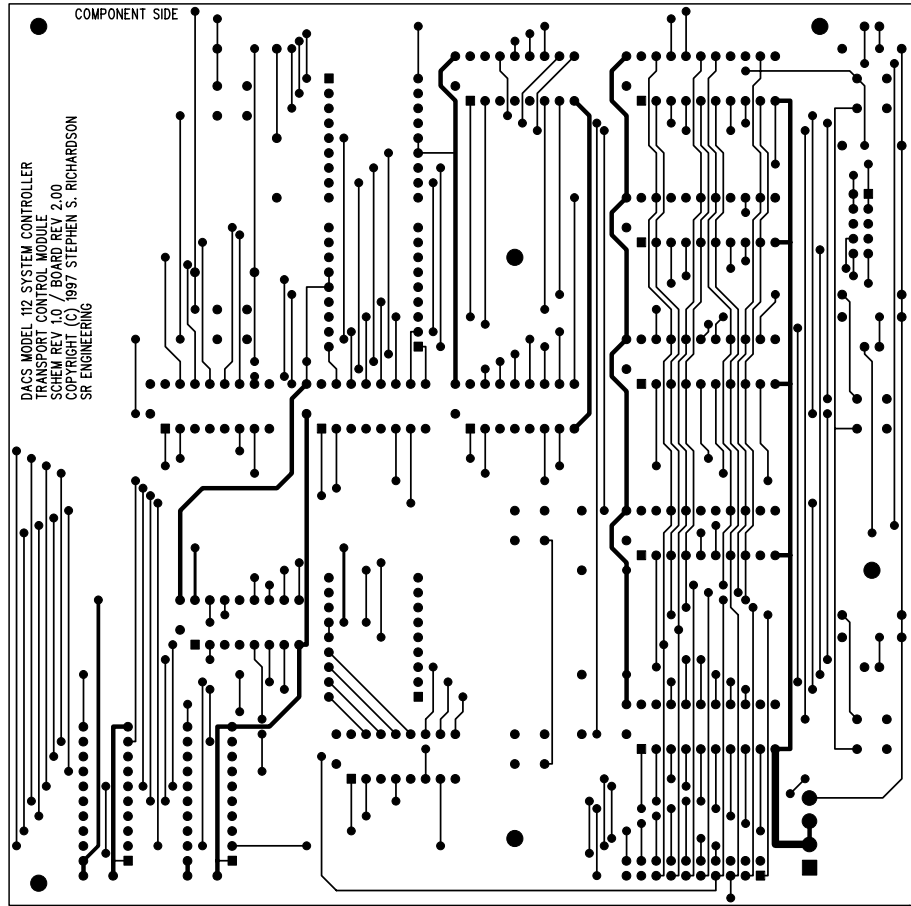 COMPONENT SIDE
DACS MODEL 112 SYSTEM CONTROLLER
TRANSPORT CONTROL MODULE
SCHEM REV 1.0 / BOARD REV 2.00
COPYRIGHT (C) 1997 STEPHEN S. RICHARDSON
SR ENGINEERING